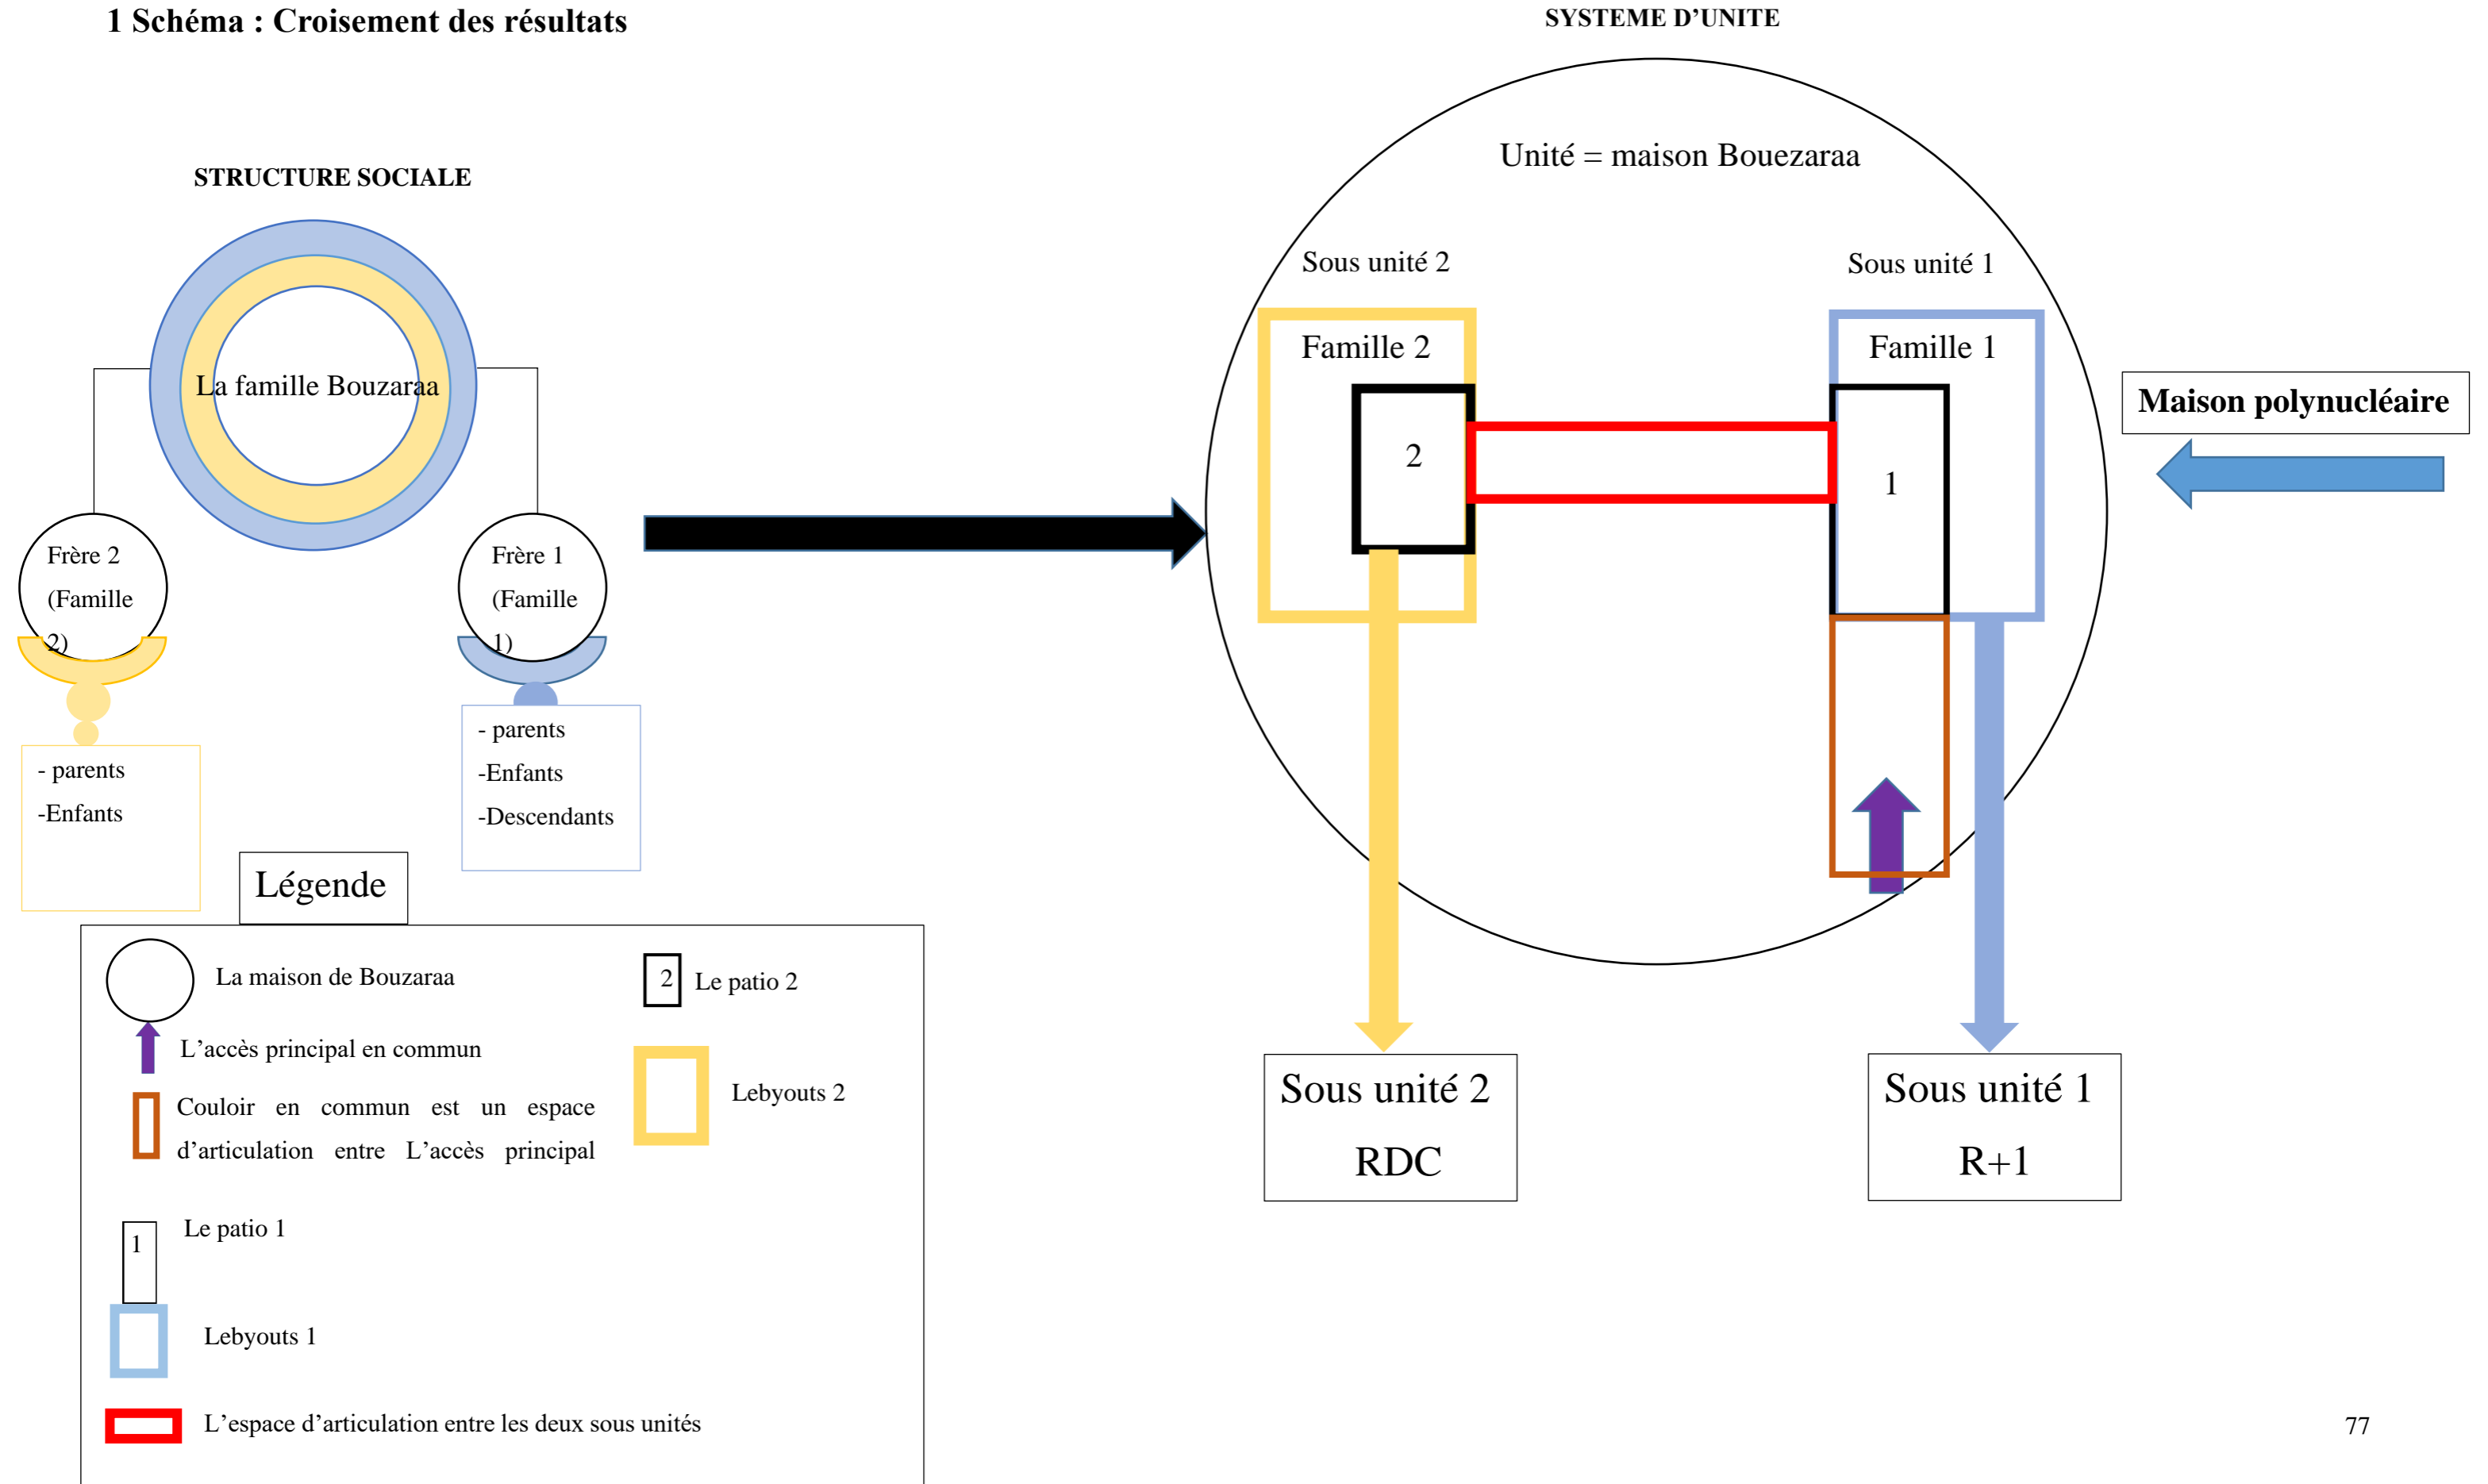 1 Schéma : Croisement des résultats
SYSTEME D’UNITE
STRUCTURE SOCIALE
La famille Bouzaraa
Frère 2
(Famille
2)
Frère 1
(Famille
1)
- parents
-Enfants
- parents
-Enfants
-Descendants
Unité = maison Bouezaraa
Sous unité 2
Sous unité 1
Famille 2
Famille 1
2
1
Maison polynucléaire
Sous unité 2
RDC
Sous unité 1
R+1
Légende
La maison de Bouzaraa
L’accès principal en commun
Couloir en commun est un espace
d’articulation entre L’accès principal
1
Le patio 1
Lebyouts 1
L’espace d’articulation entre les deux sous unités
2
Le patio 2
Lebyouts 2
77